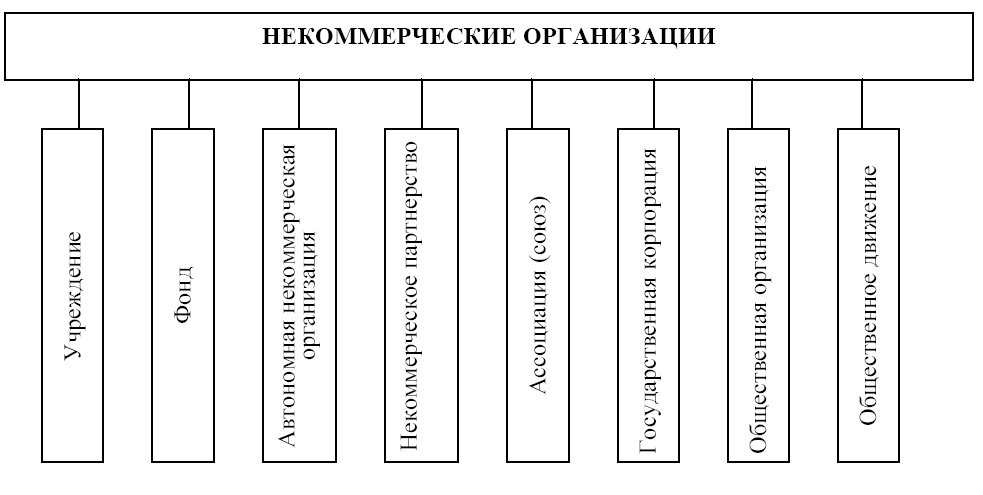 НЕКОММЕРЧЕСКИЕ ОРГАНИЗАЦИИ
Учреждение
Фонд
Автономная некоммерческая
организация
Некоммерческое партнерство
Ассоциация (союз)
Государственная корпорация
Общественная организация
Общественное движение